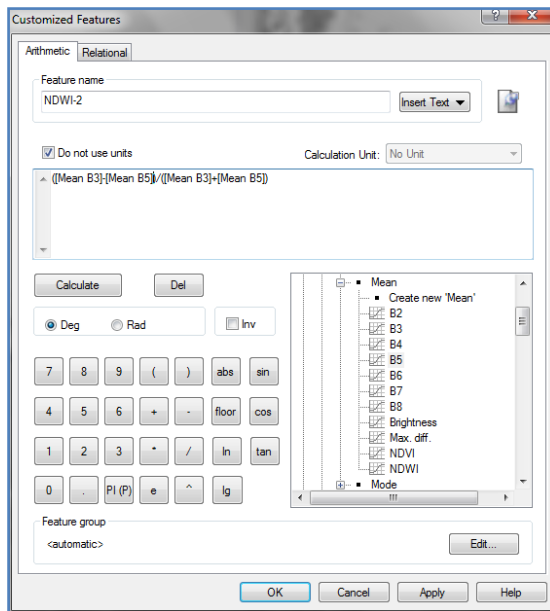 Customized Features
Arithmetic Relational
Feature name
NDWI-2 Insert Text
Do not use units Calculation Unit: No Unit
([Mean B3]-[Mean B5])/([Mean B3]+[Mean B5])
Calculate Del
Deg Rad Inv
7 8 9 ( ) abs sin
4 5 6 + - floor cos
1 2 3 * / ln tan
0 . PI (P) e ^ lg
Mean
Create new 'Mean'
B2
B3
B4
B5
B6
B7
B8
Brightness
Max. diff.
NDVI
NDWI
Mode
Feature group
<automatic> Edit...
OK Cancel Apply Help